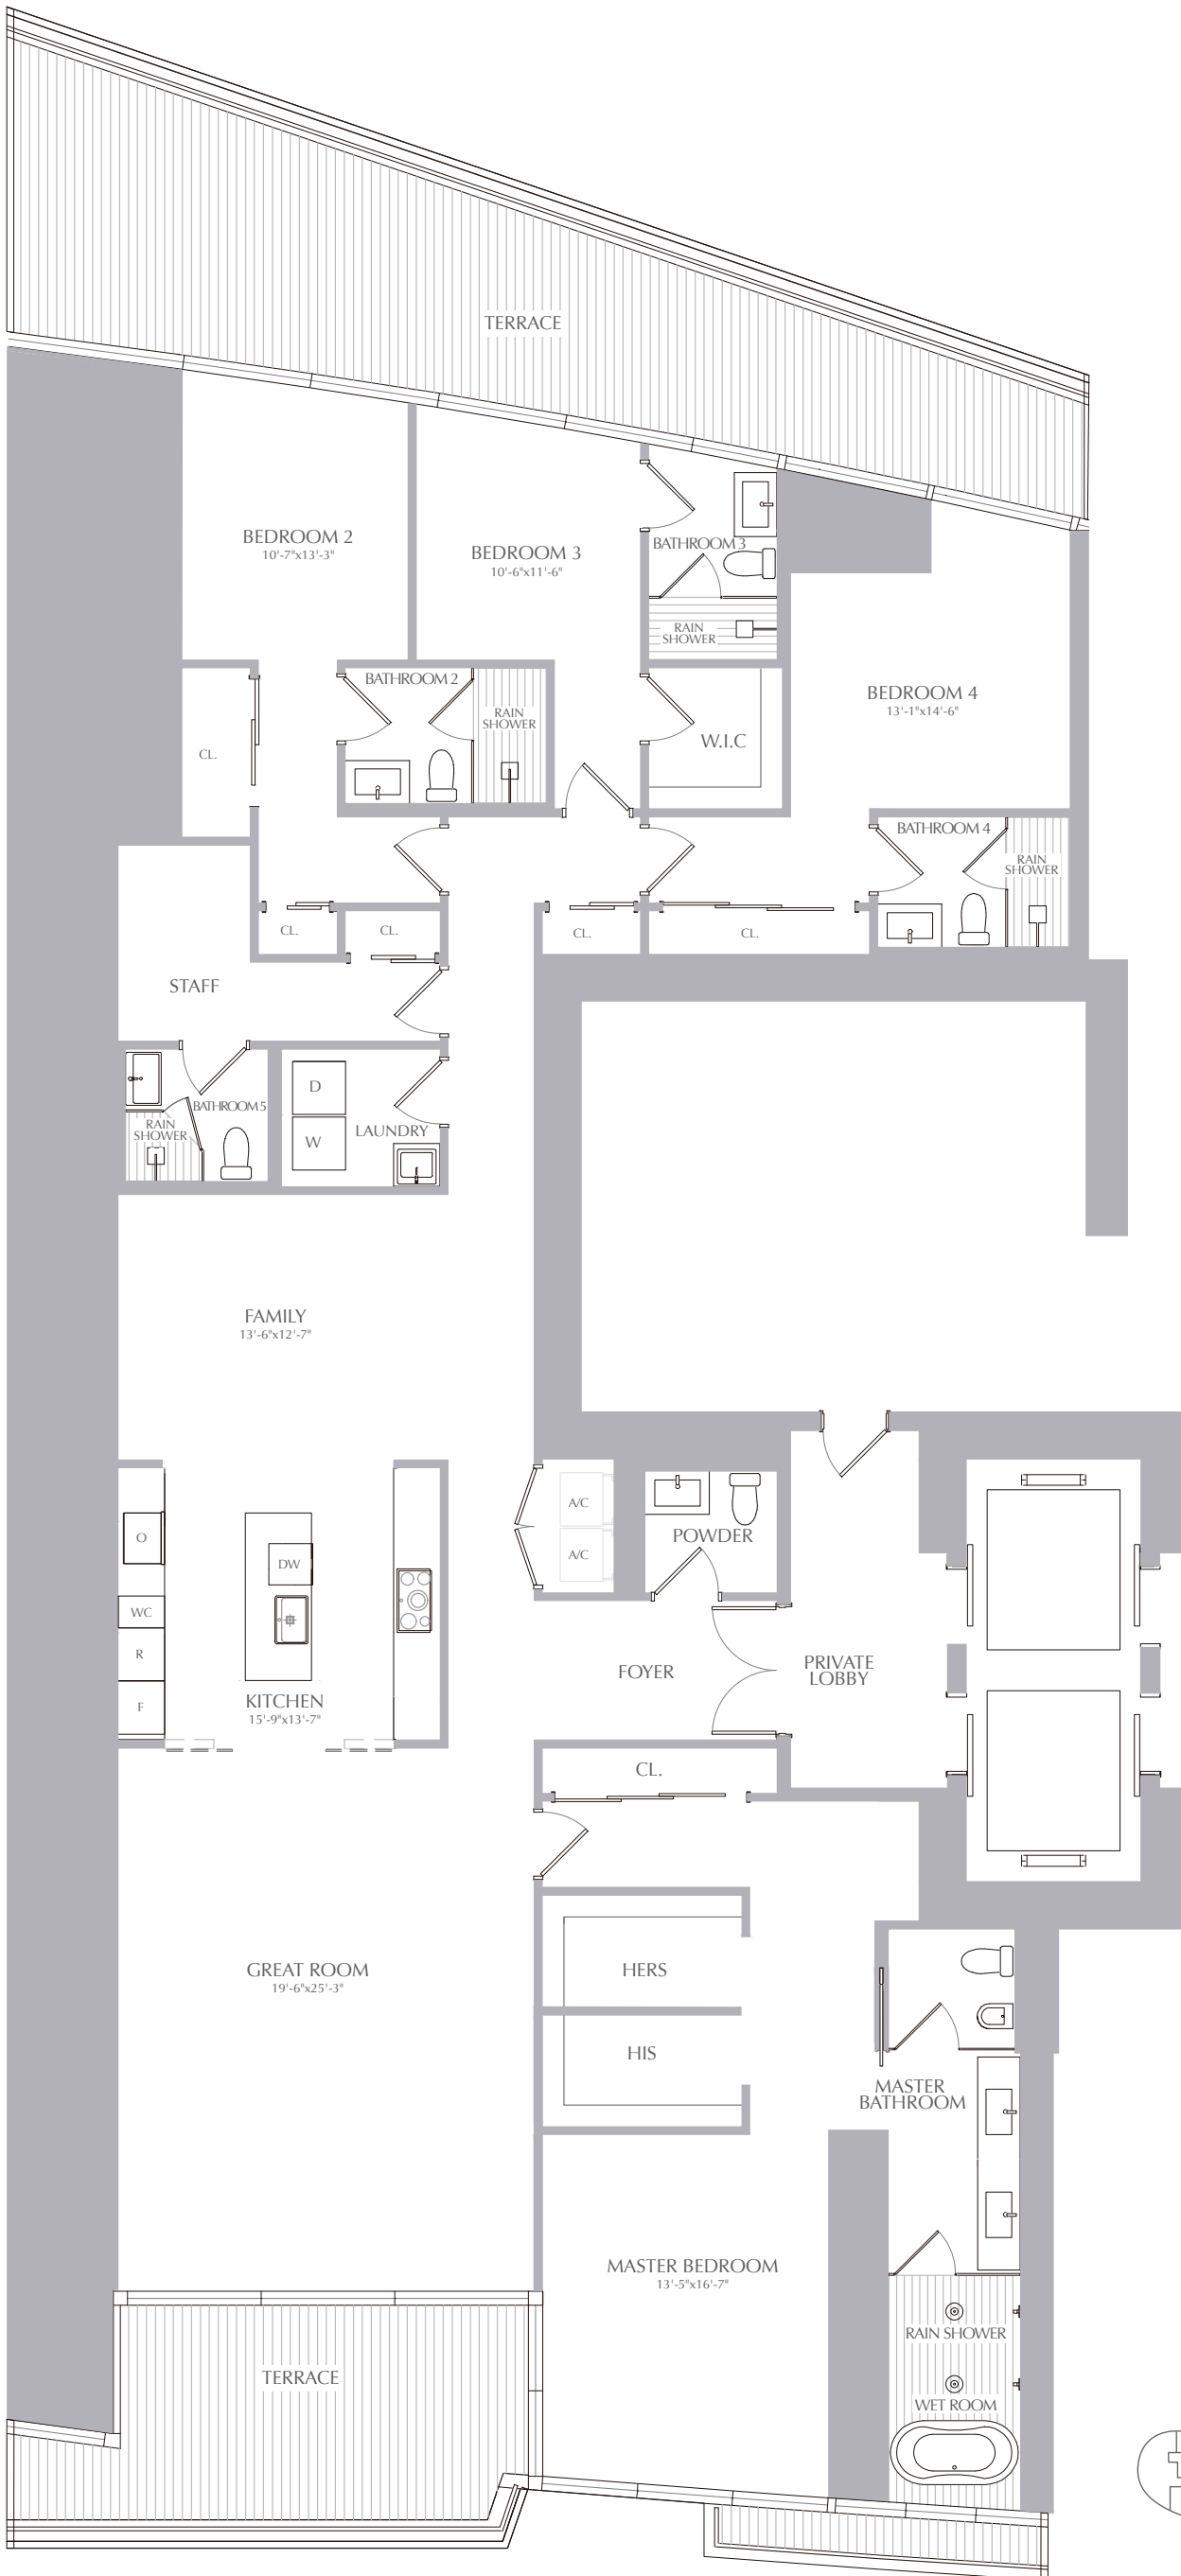 TERRACE
BEDROOM 2
10'-7"x13'-3"
BEDROOM 3
10'-6"x11'-6"
BATHROOM 3
RAIN
SHOWER
BATHROOM 2
RAIN
SHOWER
BEDROOM 4
13'-1"x14'-6"
W.I.C
CL.
BATHROOM 4
RAIN
SHOWER
CL.
CL.
CL.
CL.
STAFF
D
BATHROOM 5
RAIN
SHOWER
W
LAUNDRY
FAMILY
13'-6"x12'-7"
A/C
A/C
POWDER
O
DW
WC
R
F
KITCHEN
15'-9"x13'-7"
FOYER
PRIVATE
LOBBY
CL.
GREAT ROOM
19'-6"x25'-3"
HERS
HIS
MASTER
BATHROOM
MASTER BEDROOM
13'-5"x16'-7"
RAIN SHOWER
WET ROOM
TERRACE